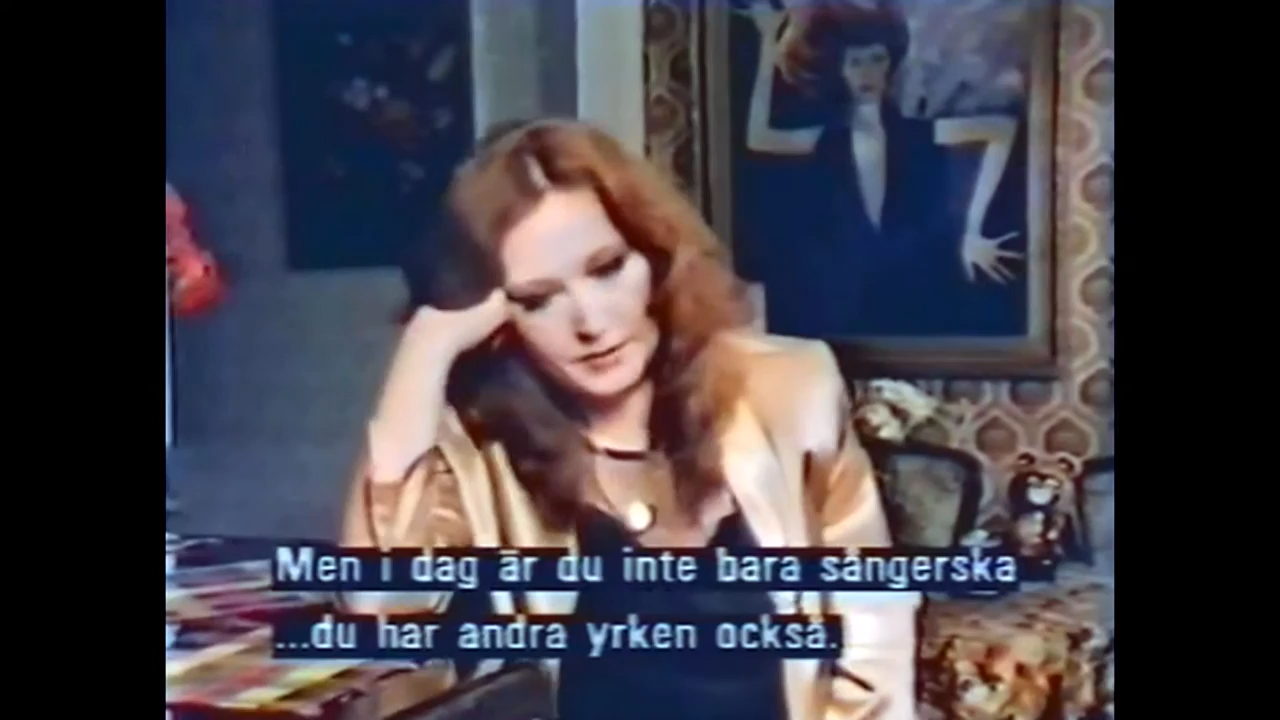 Men i dag är du inte bara sångerska
...du har andra yrken också.